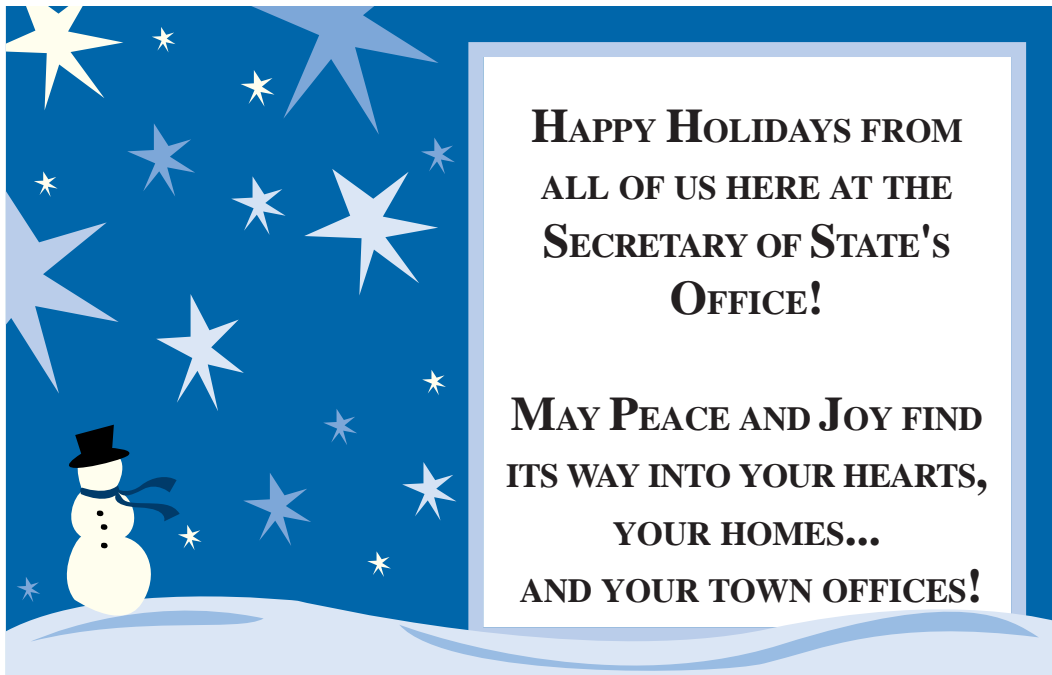 Happy Holidays from
all of us here at the
Secretary of State's
Office!
May Peace and Joy find
its way into your hearts,
your homes...
and your town offices!